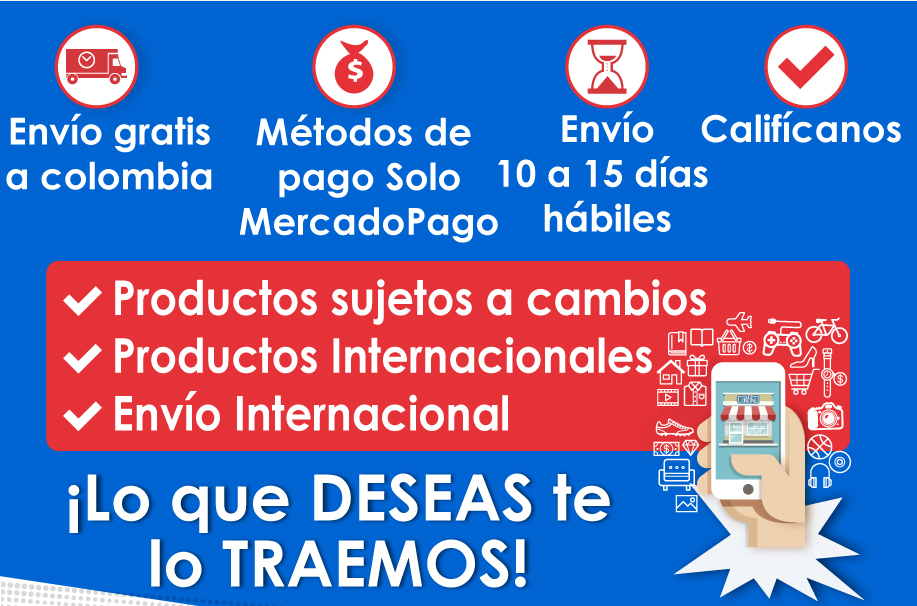 Envío gratis
a colombia
Métodos de
pago Solo
MercadoPago
Envío
10 a 15 días
hábiles
Califícanos
Productos sujetos a cambios
Productos Internacionales
Envío Internacional
¡Lo que DESEAS te
lo TRAEMOS!